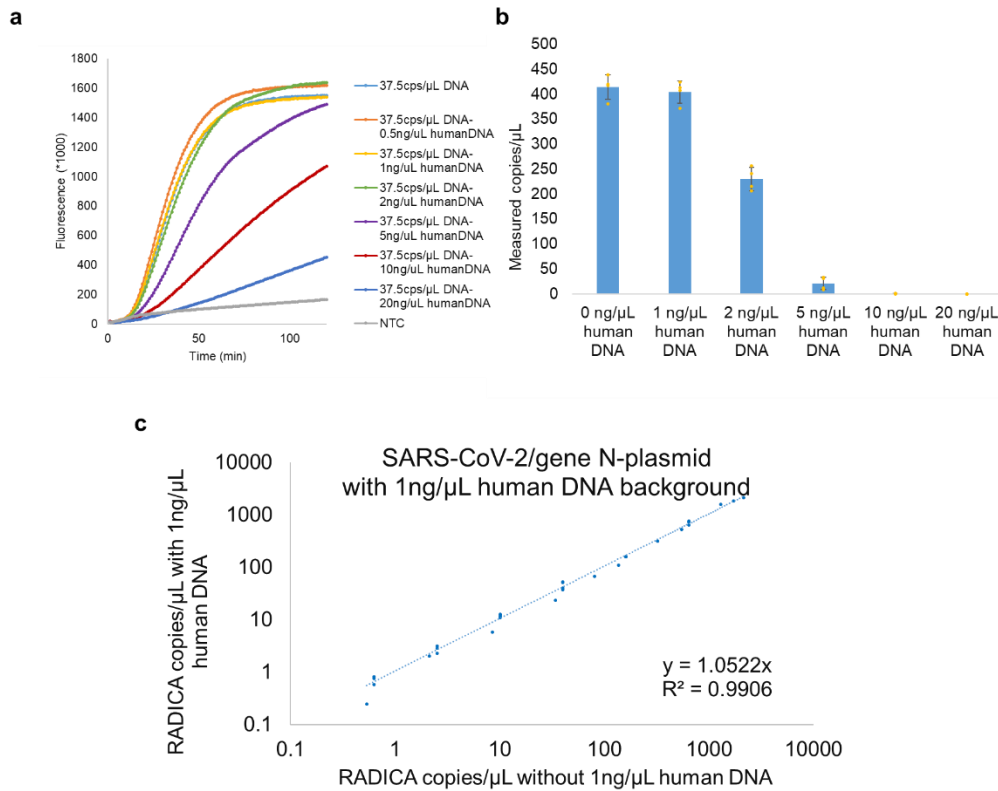 a
Fluorescence (*1000)
1800
1600
1400
1200
1000
800
600
400
200
0
0
50
100
Time (min)
37.5cps/µL DNA
37.5cps/µL DNA-
0.5ng/uL humanDNA
37.5cps/µL DNA-
1ng/uL humanDNA
37.5cps/µL DNA-
2ng/uL humanDNA
37.5cps/µL DNA-
5ng/uL humanDNA
37.5cps/µL DNA-
10ng/uL humanDNA
37.5cps/µL DNA-
20ng/uL humanDNA
NTC
b
Measured copies/µL
500
450
400
350
300
250
200
150
100
50
0
0 ng/µL
human
DNA
1 ng/µL
human
DNA
2 ng/µL
human
DNA
5 ng/µL
human
DNA
10 ng/µL
human
DNA
20 ng/µL
human
DNA
c
SARS-CoV-2/gene N-plasmid
with 1ng/µL human DNA background
RADICA copies/µL with 1ng/µL
human DNA
10000
1000
100
10
1
0.1
y = 1.0522x
R² = 0.9906
0.1
1
10
100
1000
10000
RADICA copies/µL without 1ng/µL human DNA